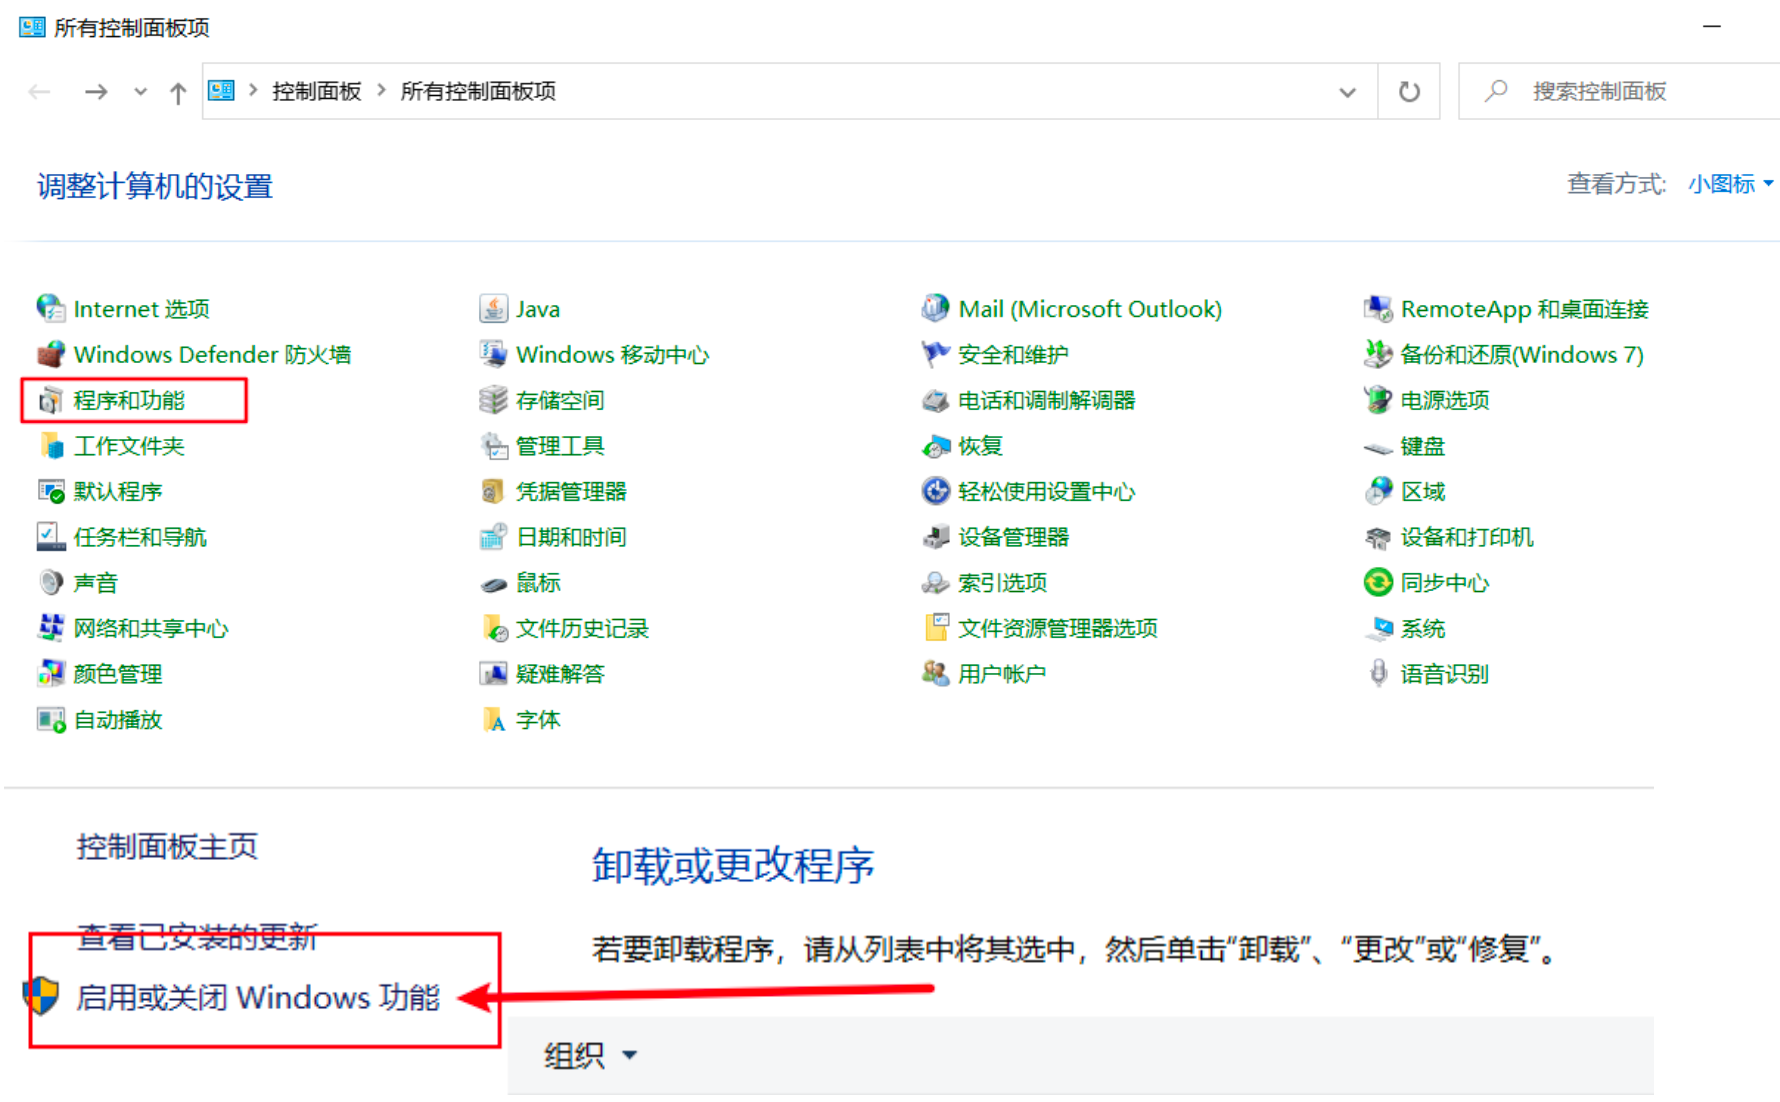 所有控制面板项
控制面板 所有控制面板项
搜索控制面板
调整计算机的设置
查看方式: 小图标
Internet 选项
Java
Mail (Microsoft Outlook)
RemoteApp 和桌面连接
Windows Defender 防火墙
Windows 移动中心
安全和维护
备份和还原(Windows 7)
程序和功能
存储空间
电话和调制解调器
电源选项
工作文件夹
管理工具
恢复
键盘
默认程序
凭据管理器
轻松使用设置中心
区域
任务栏和导航
日期和时间
设备管理器
设备和打印机
声音
鼠标
索引选项
同步中心
网络和共享中心
文件历史记录
文件资源管理器选项
系统
颜色管理
疑难解答
用户帐户
语音识别
自动播放
字体
控制面板主页
卸载或更改程序
查看已安装的更新
若要卸载程序，请从列表中将其选中，然后单击“卸载”、“更改”或“修复”。
启用或关闭 Windows 功能
组织